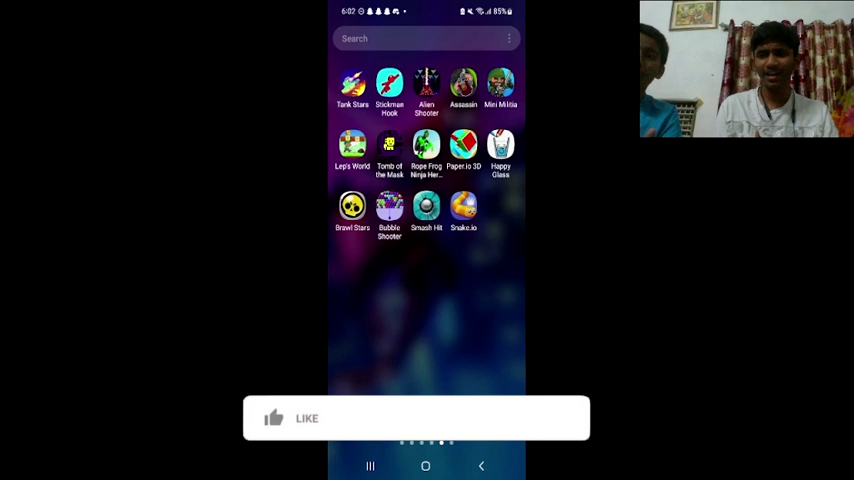 6:02
85%
Search
Tank Stars
Stickman Hook
Alien Shooter
Assassin
Mini Militia
Lep's World
Tomb of the Mask
Rope Frog Ninja Her...
Paper.io 3D
Happy Glass
Brawl Stars
Bubble Shooter
Smash Hit
Snake.io
LIKE